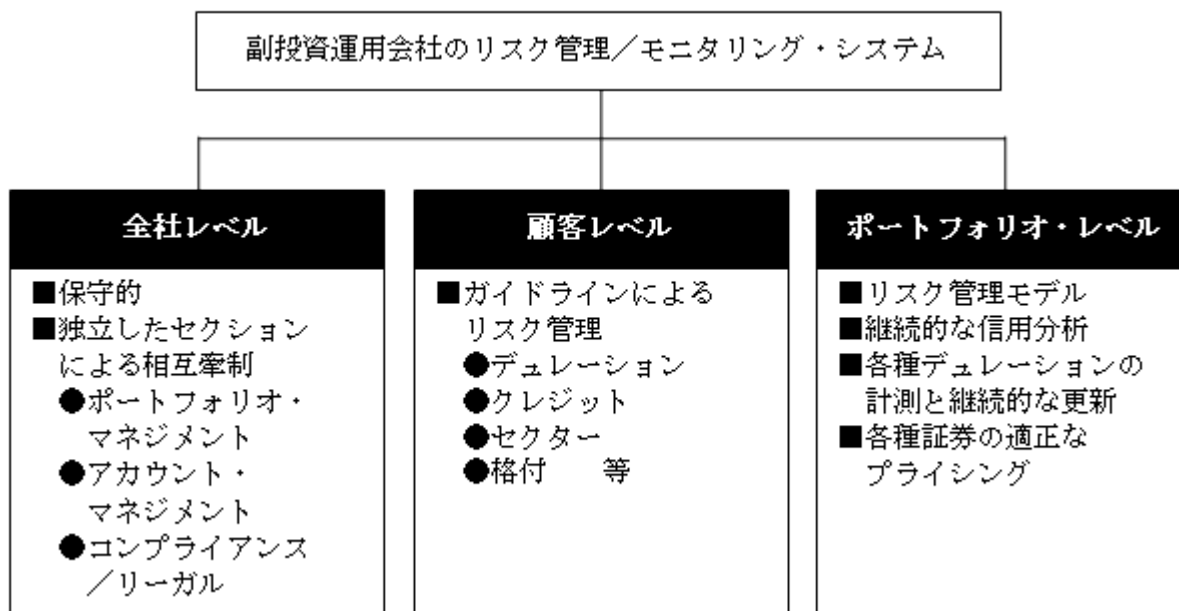 副投資運用会社のリスク管理／モニタリング・システム
全社レベル
■保守的
■独立したセクション
による相互牽制
●ポートフォリオ・
マネジメント
●アカウント・
マネジメント
●コンプライアンス
／リーガル
顧客レベル
■ガイドラインによる
リスク管理
●デュレーション
●クレジット
●セクター
●格付　　等
ポートフォリオ・レベル
■リスク管理モデル
■継続的な信用分析
■各種デュレーションの
計測と継続的な更新
■各種証券の適正な
プライシング